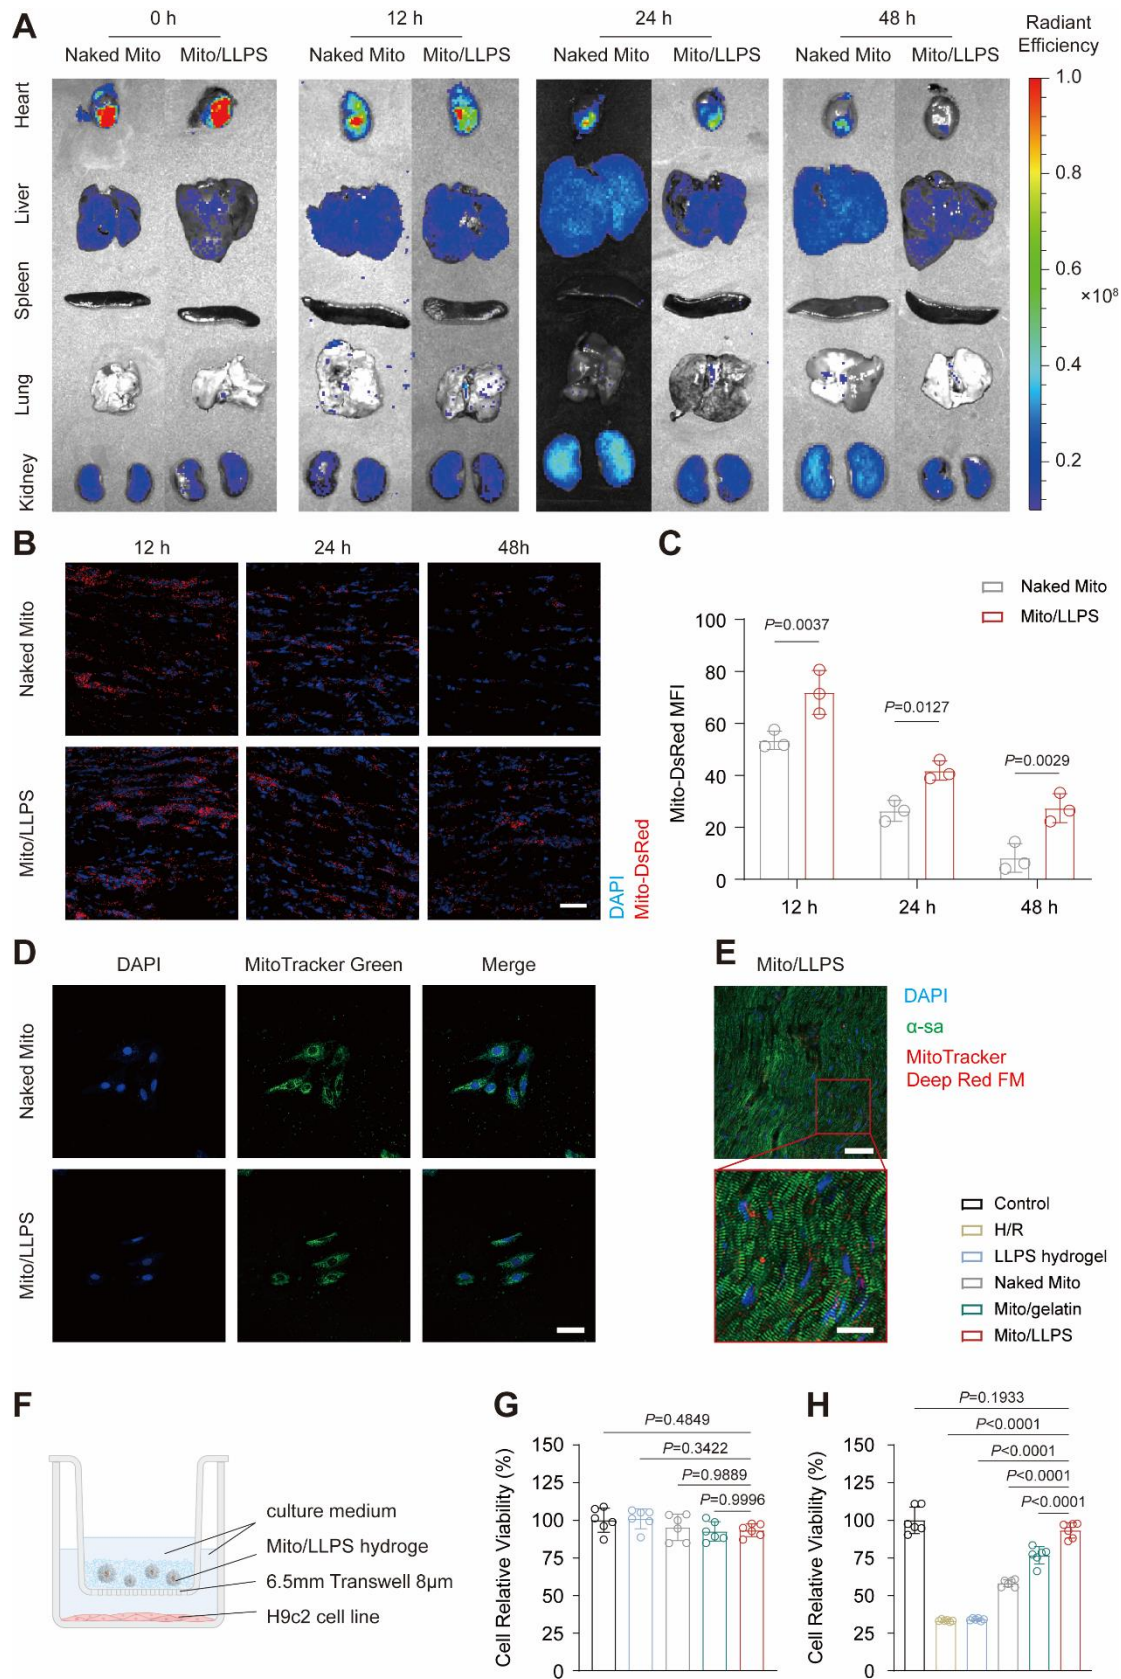 A
0 h
12 h
24 h
48 h
Radiant
Efficiency
Naked Mito
Mito/LLPS
Naked Mito
Mito/LLPS
Naked Mito
Mito/LLPS
Naked Mito
Mito/LLPS
Heart
Liver
Spleen
Lung
Kidney
1.0
0.8
0.6
×10⁸
0.4
0.2
B
12 h
24 h
48h
Naked Mito
Mito/LLPS
DAPI
Mito-DsRed
C
Naked Mito
Mito/LLPS
Mito-DsRed MFI
100
80
60
40
20
0
P=0.0037
P=0.0127
P=0.0029
12 h
24 h
48 h
D
DAPI
MitoTracker Green
Merge
Naked Mito
Mito/LLPS
E
Mito/LLPS
DAPI
α-sa
MitoTracker
Deep Red FM
Control
H/R
LLPS hydrogel
Naked Mito
Mito/gelatin
Mito/LLPS
F
culture medium
Mito/LLPS hydroge
6.5mm Transwell 8μm
H9c2 cell line
G
Cell Relative Viability (%)
150
125
100
75
50
25
0
P=0.4849
P=0.3422
P=0.9889
P=0.9996
H
Cell Relative Viability (%)
150
125
100
75
50
25
0
P=0.1933
P<0.0001
P<0.0001
P<0.0001
P<0.0001